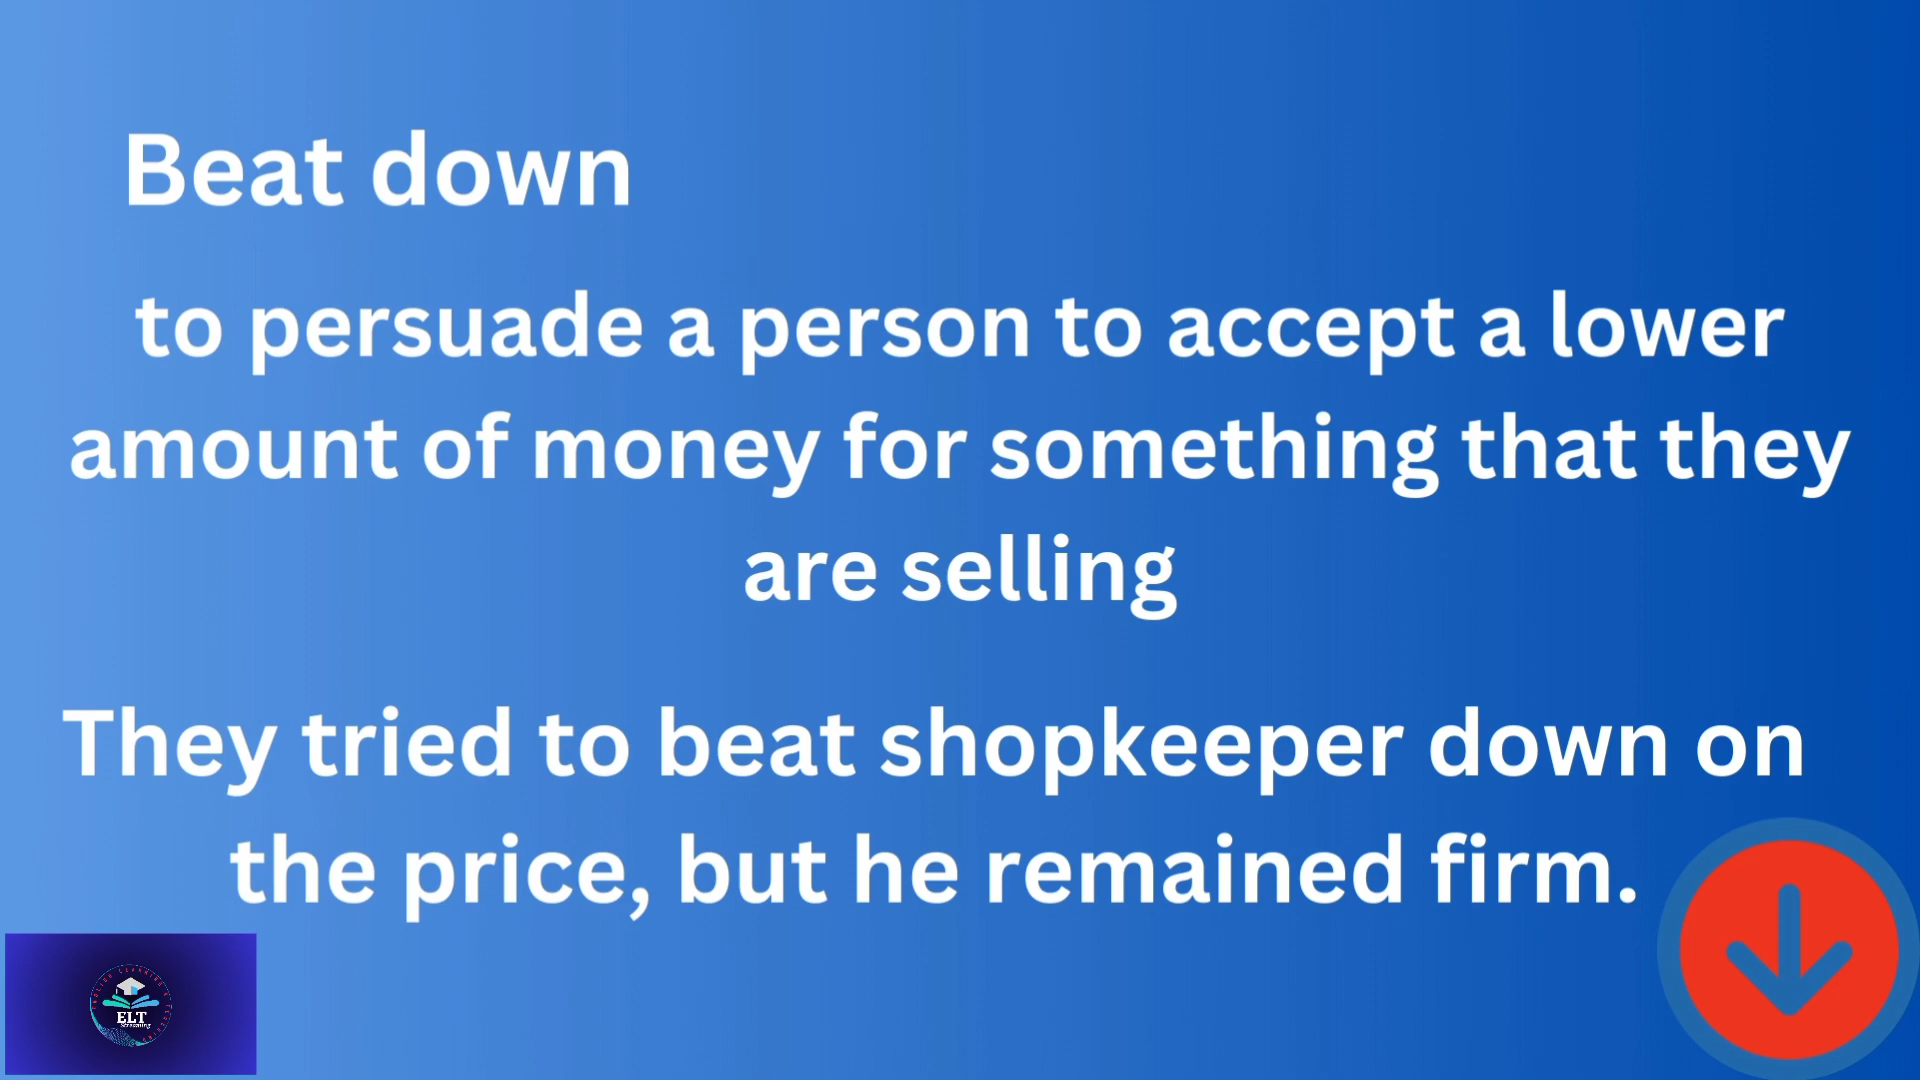 Beat down
to persuade a person to accept a lower
amount of money for something that they
are selling
They tried to beat shopkeeper down on
the price, but he remained firm.
ELT
Streaming